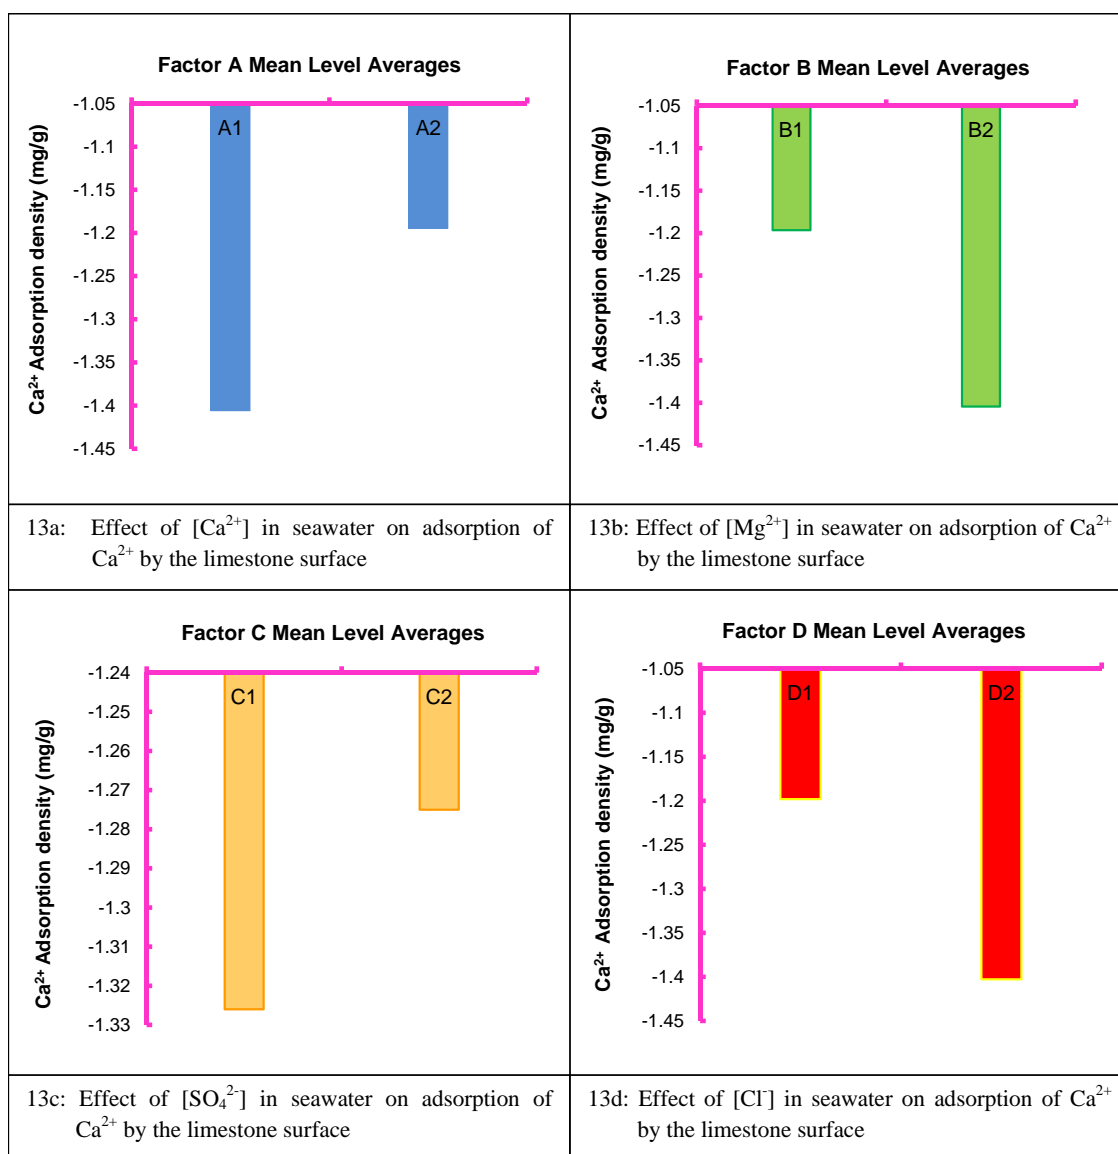 Factor A Mean Level Averages
-1.05
-1.1
-1.15
-1.2
-1.25
-1.3
-1.35
-1.4
-1.45
Ca²⁺ Adsorption density (mg/g)
A1
A2
Factor B Mean Level Averages
-1.05
-1.1
-1.15
-1.2
-1.25
-1.3
-1.35
-1.4
-1.45
Ca²⁺ Adsorption density (mg/g)
B1
B2
13a: Effect of [Ca²⁺] in seawater on adsorption of
Ca²⁺ by the limestone surface
13b: Effect of [Mg²⁺] in seawater on adsorption of Ca²⁺
by the limestone surface
Factor C Mean Level Averages
-1.24
-1.25
-1.26
-1.27
-1.28
-1.29
-1.3
-1.31
-1.32
-1.33
Ca²⁺ Adsorption density (mg/g)
C1
C2
Factor D Mean Level Averages
-1.05
-1.1
-1.15
-1.2
-1.25
-1.3
-1.35
-1.4
-1.45
Ca²⁺ Adsorption density (mg/g)
D1
D2
13c: Effect of [SO₄²⁻] in seawater on adsorption of
Ca²⁺ by the limestone surface
13d: Effect of [Cl⁻] in seawater on adsorption of Ca²⁺
by the limestone surface